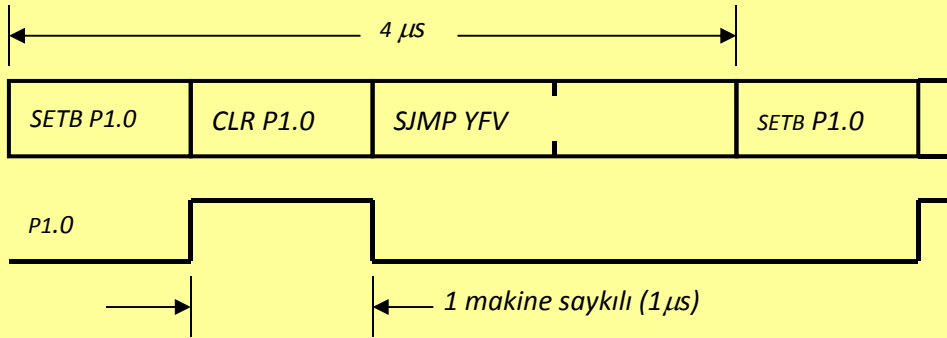 4 μs
SETB P1.0 CLR P1.0 SJMP YFV SETB P1.0
P1.0
1 makine saykılı (1μs)